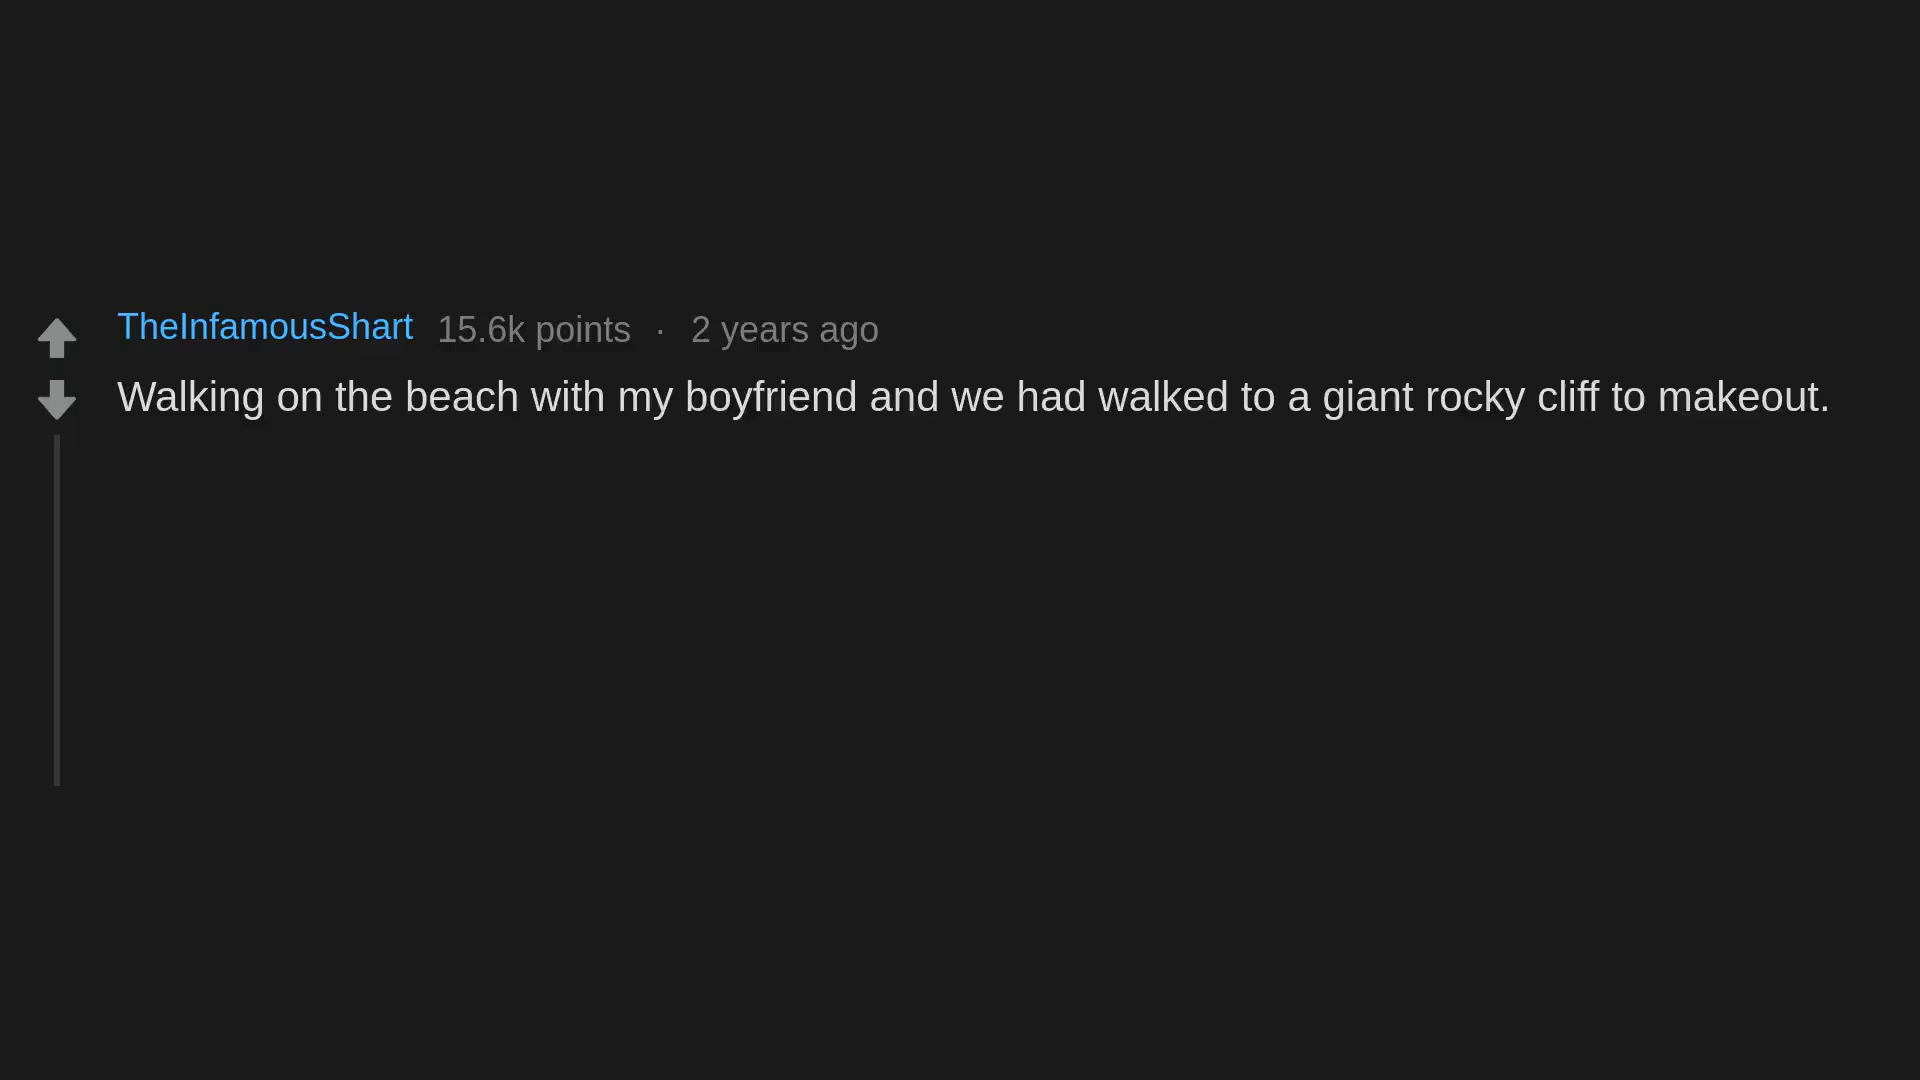 TheInfamousShart 15.6k points · 2 years ago
Walking on the beach with my boyfriend and we had walked to a giant rocky cliff to makeout.